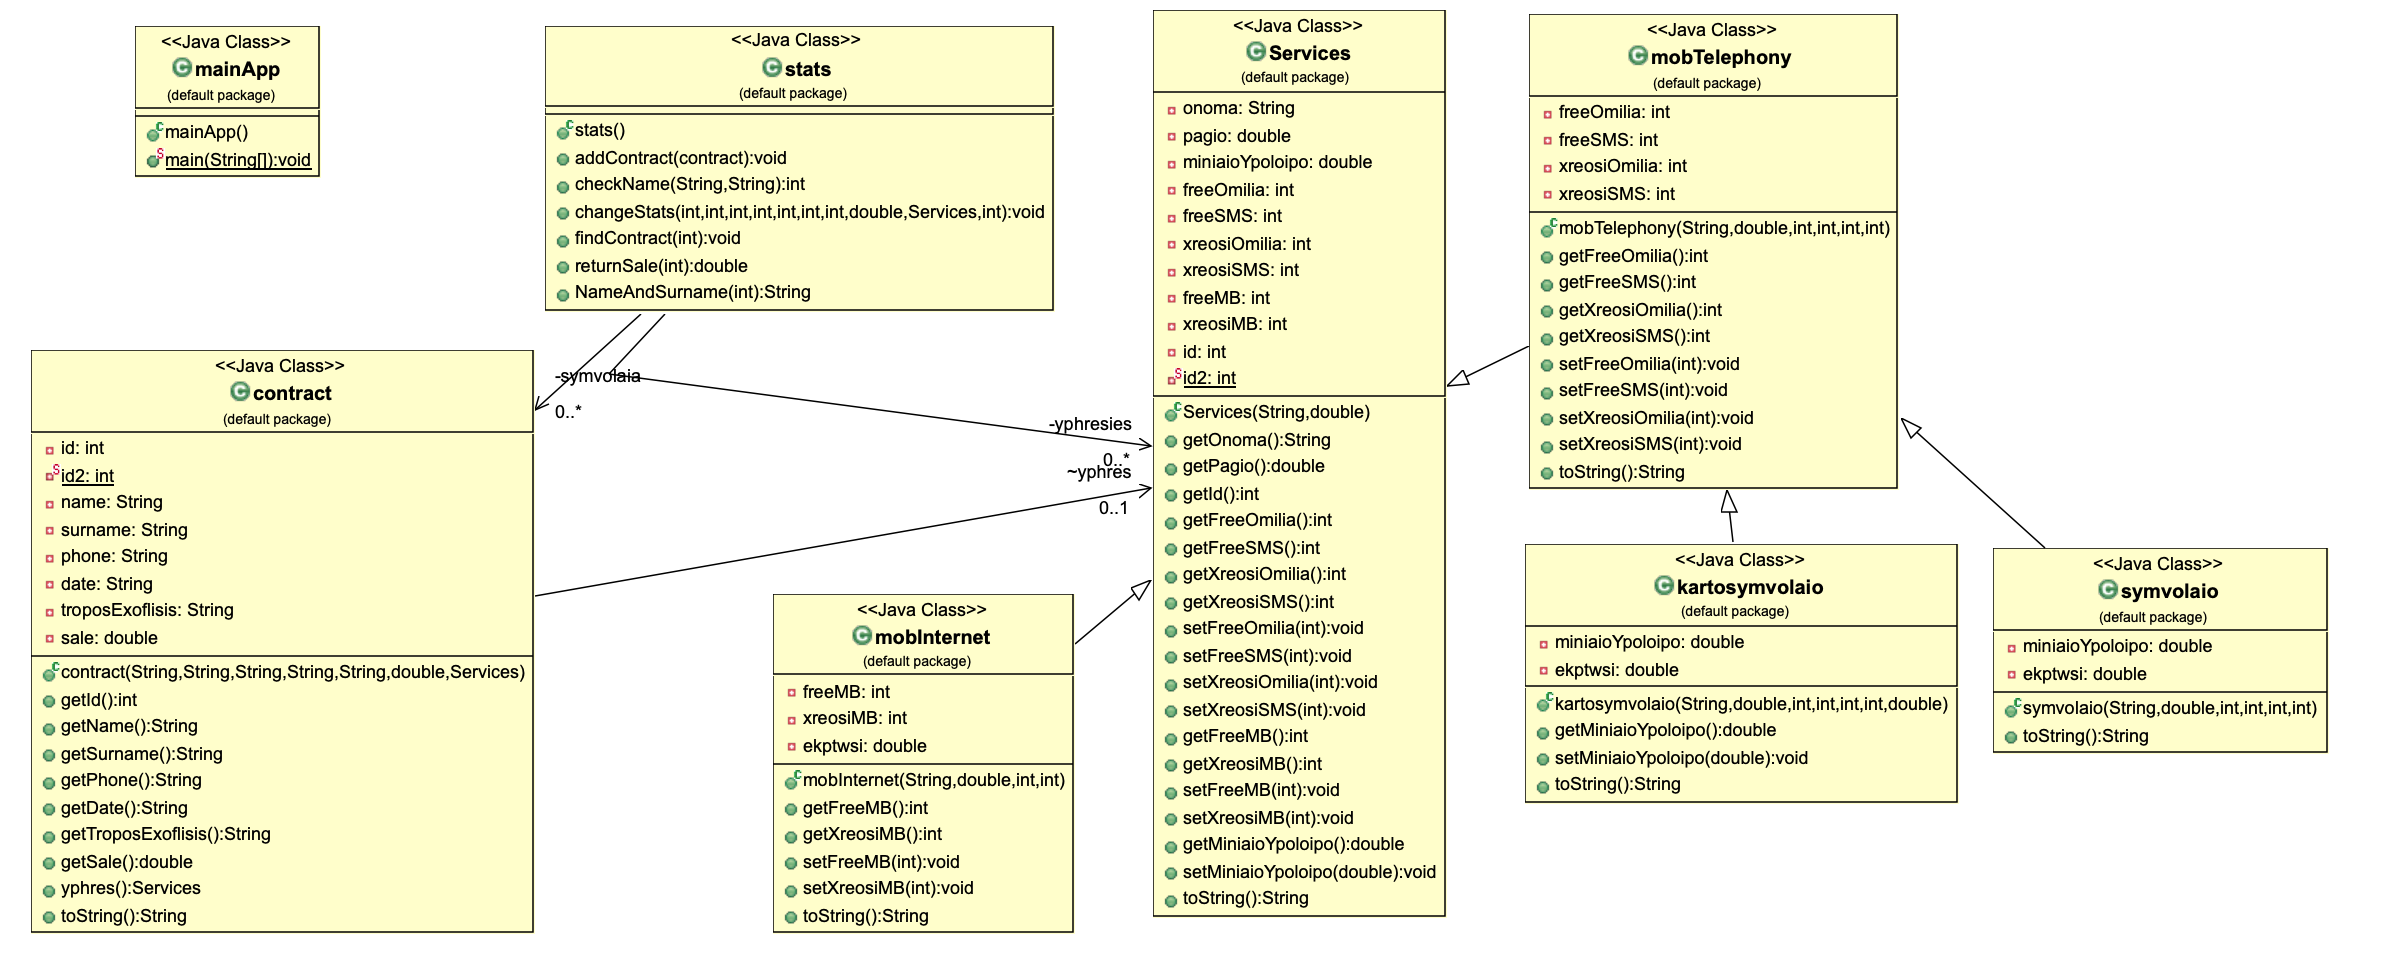 <<Java Class>>
mainApp
(default package)
mainApp()
main(String[]):void
<<Java Class>>
stats
(default package)
stats()
addContract(contract):void
checkName(String,String):int
changeStats(int,int,int,int,int,int,int,double,Services,int):void
findContract(int):void
returnSale(int):double
NameAndSurname(int):String
<<Java Class>>
Services
(default package)
onoma: String
pagio: double
miniaioYpoloipo: double
freeOmilia: int
freeSMS: int
xreosiOmilia: int
xreosiSMS: int
freeMB: int
xreosiMB: int
id: int
id2: int
Services(String,double)
getOnoma():String
getPagio():double
getId():int
getFreeOmilia():int
getFreeSMS():int
getXreosiOmilia():int
getXreosiSMS():int
setFreeOmilia(int):void
setFreeSMS(int):void
setXreosiOmilia(int):void
setXreosiSMS(int):void
getFreeMB():int
getXreosiMB():int
setFreeMB(int):void
setXreosiMB(int):void
getMiniaioYpoloipo():double
setMiniaioYpoloipo(double):void
toString():String
<<Java Class>>
mobTelephony
(default package)
freeOmilia: int
freeSMS: int
xreosiOmilia: int
xreosiSMS: int
mobTelephony(String,double,int,int,int,int)
getFreeOmilia():int
getFreeSMS():int
getXreosiOmilia():int
getXreosiSMS():int
setFreeOmilia(int):void
setFreeSMS(int):void
setXreosiOmilia(int):void
setXreosiSMS(int):void
toString():String
-symvolaia
0..*
-yphresies
0..*
~yphres
0..1
<<Java Class>>
contract
(default package)
id: int
id2: int
name: String
surname: String
phone: String
date: String
troposExoflisis: String
sale: double
contract(String,String,String,String,String,double,Services)
getId():int
getName():String
getSurname():String
getPhone():String
getDate():String
getTroposExoflisis():String
getSale():double
yphres():Services
toString():String
<<Java Class>>
mobInternet
(default package)
freeMB: int
xreosiMB: int
ekptwsi: double
mobInternet(String,double,int,int)
getFreeMB():int
getXreosiMB():int
setFreeMB(int):void
setXreosiMB(int):void
toString():String
<<Java Class>>
kartosymvolaio
(default package)
miniaioYpoloipo: double
ekptwsi: double
kartosymvolaio(String,double,int,int,int,int,double)
getMiniaioYpoloipo():double
setMiniaioYpoloipo(double):void
toString():String
<<Java Class>>
symvolaio
(default package)
miniaioYpoloipo: double
ekptwsi: double
symvolaio(String,double,int,int,int,int)
toString():String